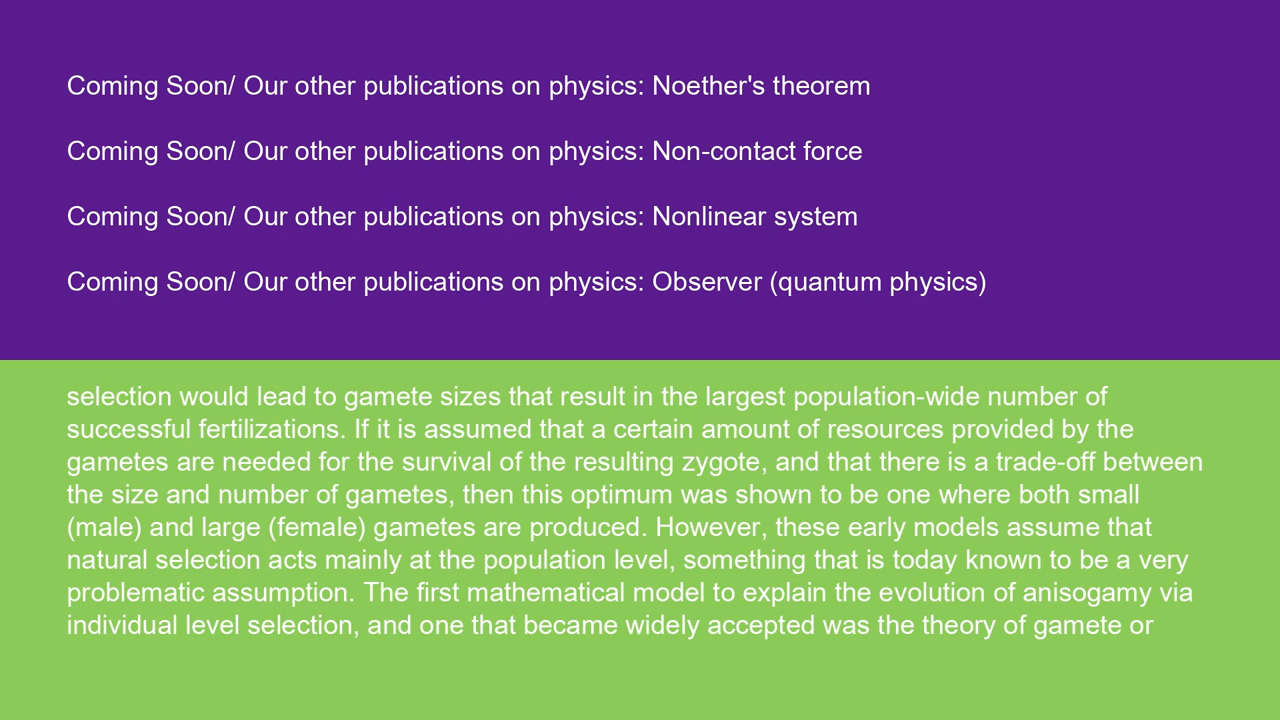 Coming Soon/ Our other publications on physics: Noether's theorem
Coming Soon/ Our other publications on physics: Non-contact force
Coming Soon/ Our other publications on physics: Nonlinear system
Coming Soon/ Our other publications on physics: Observer (quantum physics)
selection would lead to gamete sizes that result in the largest population-wide number of
successful fertilizations. If it is assumed that a certain amount of resources provided by the
gametes are needed for the survival of the resulting zygote, and that there is a trade-off between
the size and number of gametes, then this optimum was shown to be one where both small
(male) and large (female) gametes are produced. However, these early models assume that
natural selection acts mainly at the population level, something that is today known to be a very
problematic assumption. The first mathematical model to explain the evolution of anisogamy via
individual level selection, and one that became widely accepted was the theory of gamete or